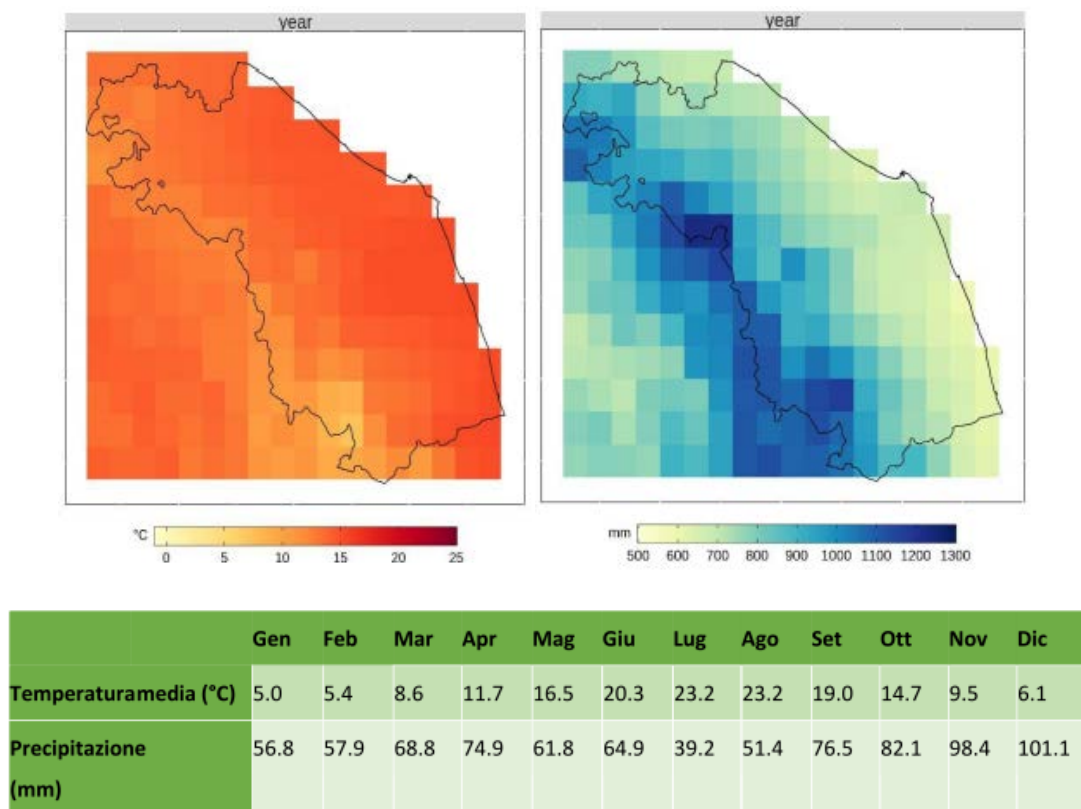 year
year
°C
0 5 10 15 20 25
mm
500 600 700 800 900 1000 1100 1200 1300
Gen Feb Mar Apr Mag Giu Lug Ago Set Ott Nov Dic
Temperaturamedia (°C) 5.0 5.4 8.6 11.7 16.5 20.3 23.2 23.2 19.0 14.7 9.5 6.1
Precipitazione 56.8 57.9 68.8 74.9 61.8 64.9 39.2 51.4 76.5 82.1 98.4 101.1
(mm)